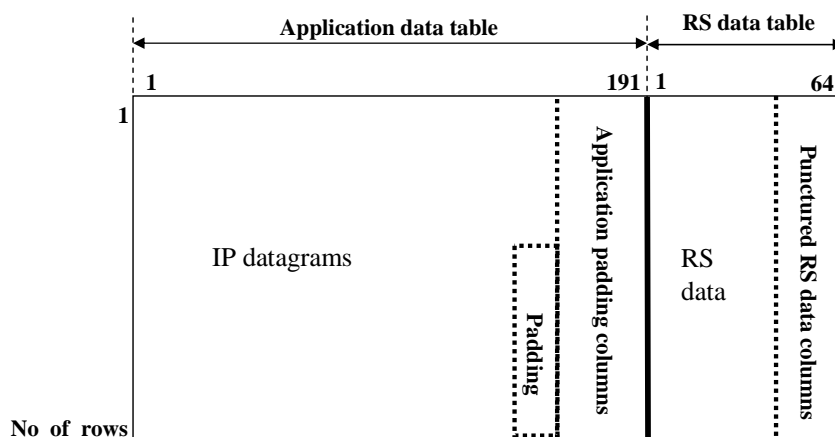 Application data table
RS data table
1
191
1
64
1
IP datagrams
Padding
Application padding columns
RS
data
Punctured RS data columns
No of rows